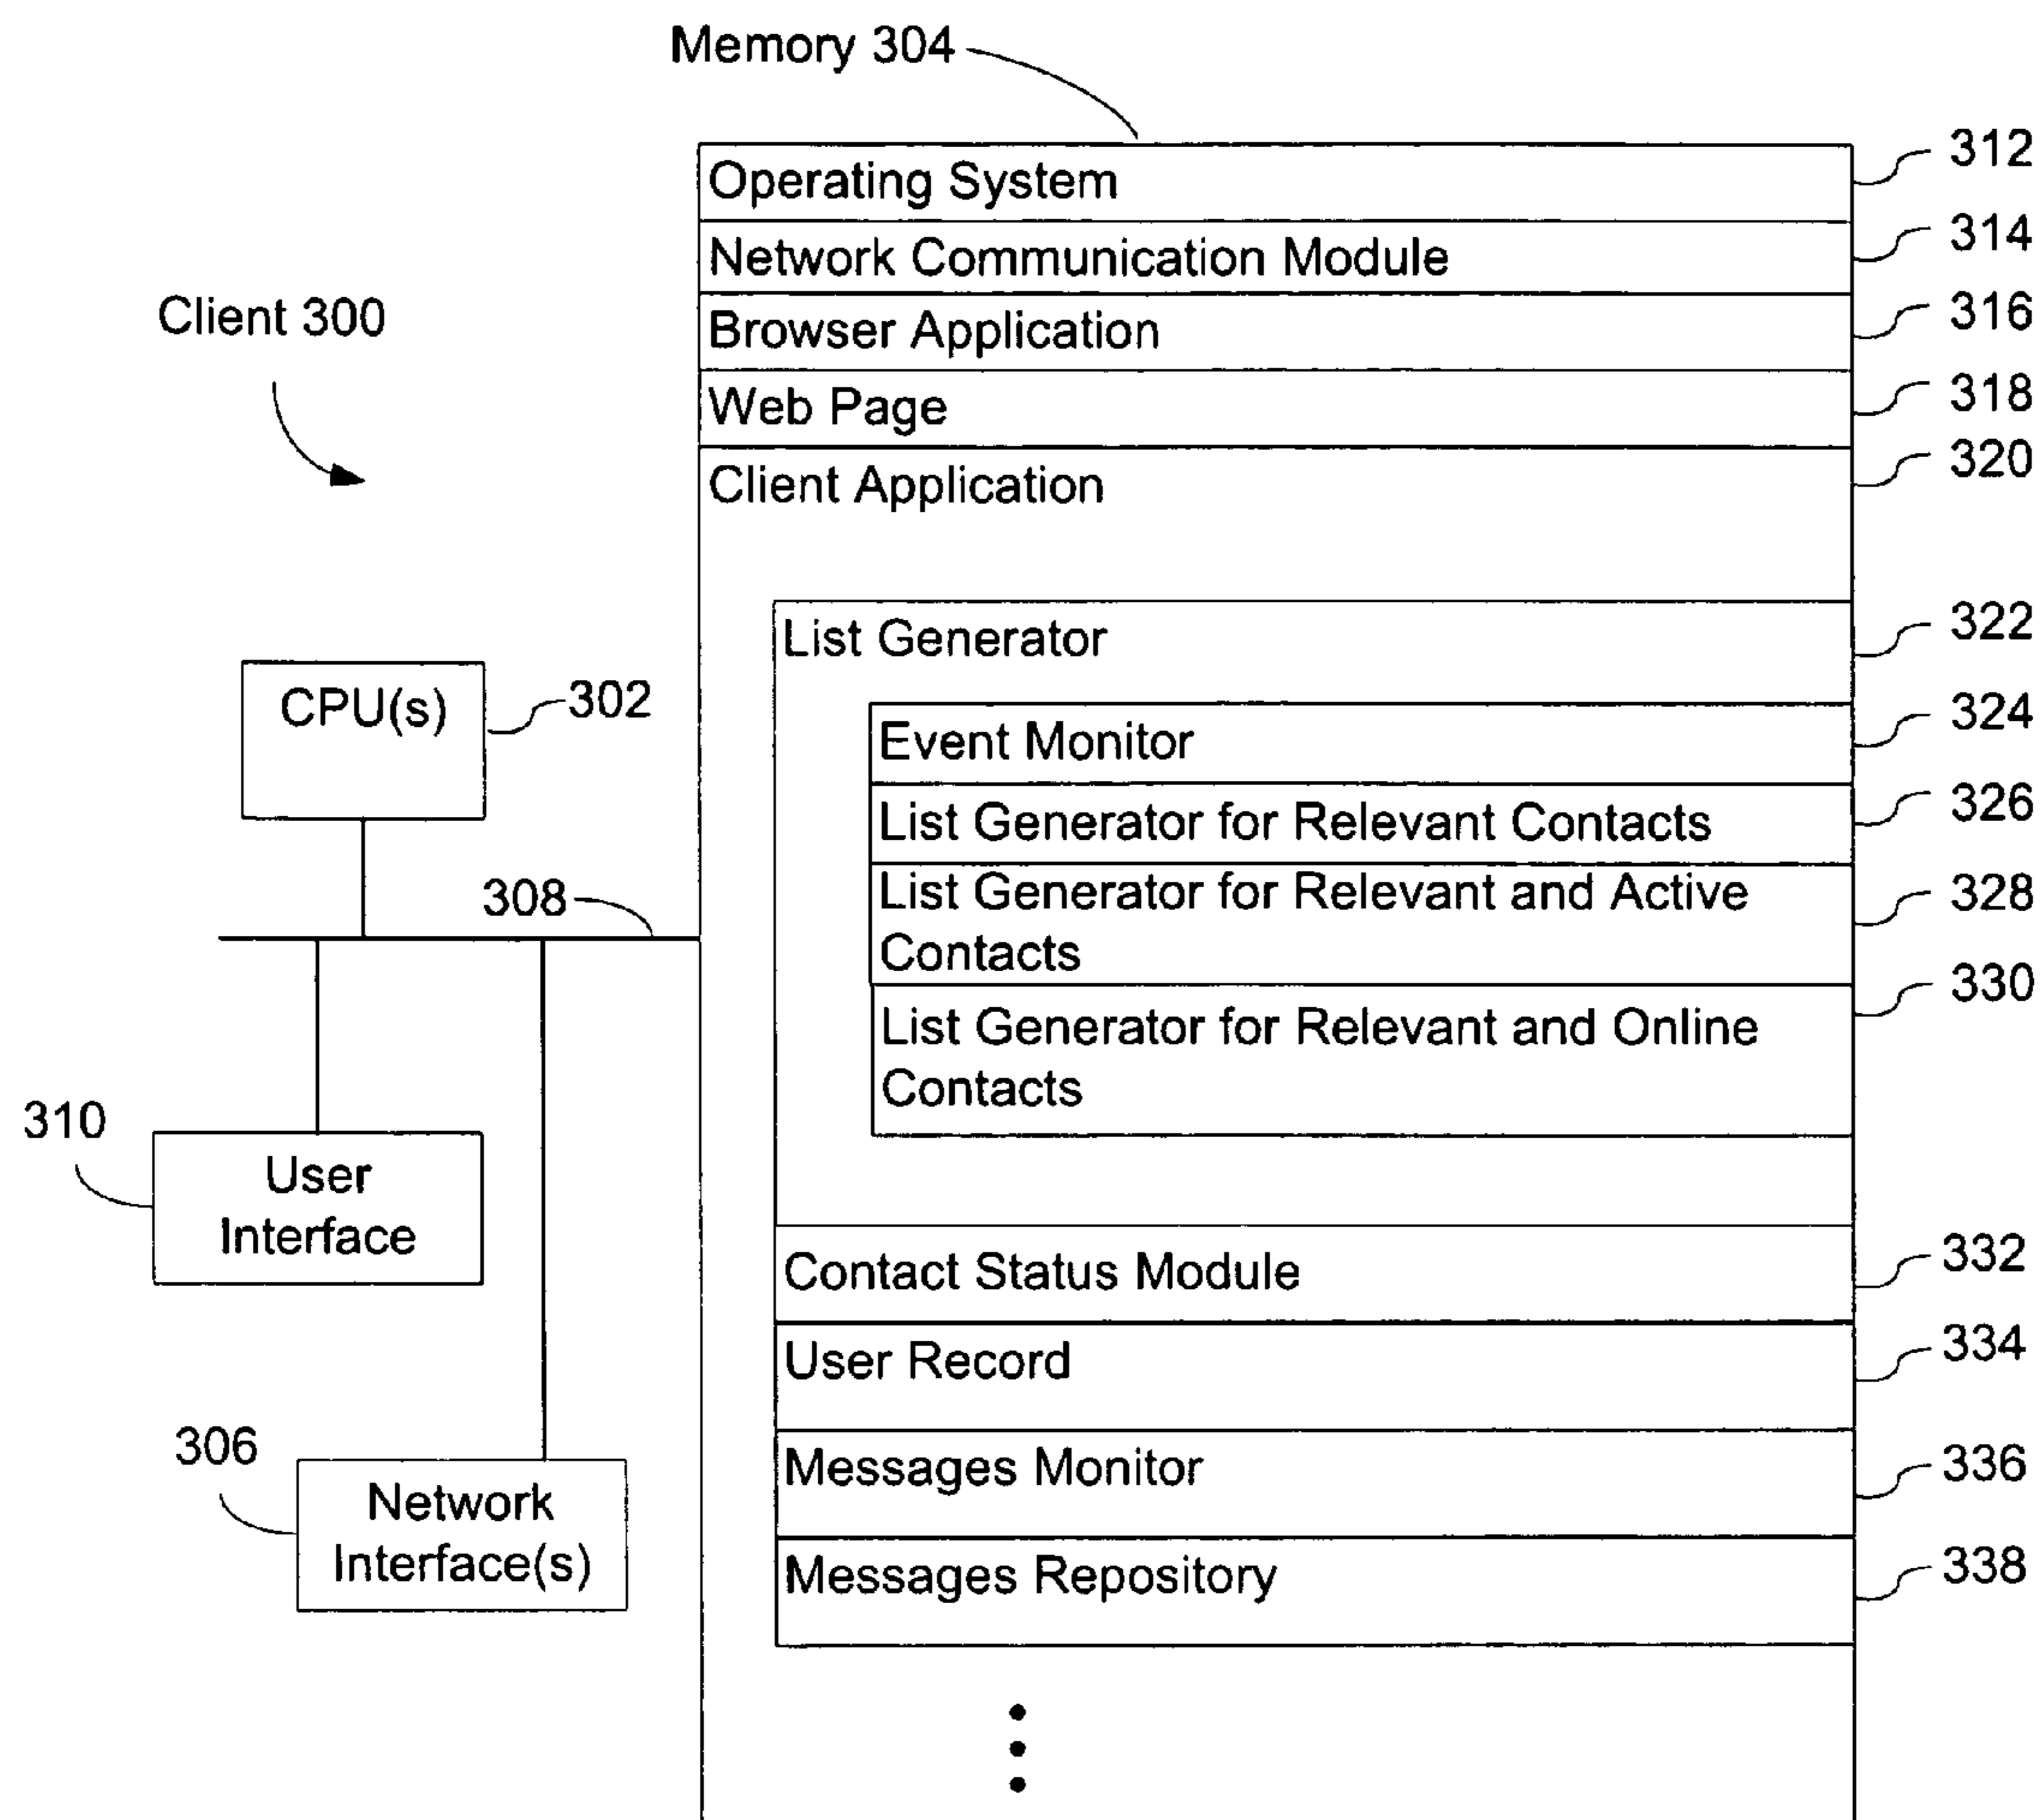 Memory 304
312
Operating System
314
Network Communication Module
316
Browser Application
Client 300
318
Web Page
320
Client Application
322
List Generator
CPU(s)
302
324
Event Monitor
326
List Generator for Relevant Contacts
308
328
List Generator for Relevant and Active
Contacts
330
List Generator for Relevant and Online
Contacts
310
User
Interface
332
Contact Status Module
334
User Record
306
Network
Interface(s)
336
Messages Monitor
338
Messages Repository